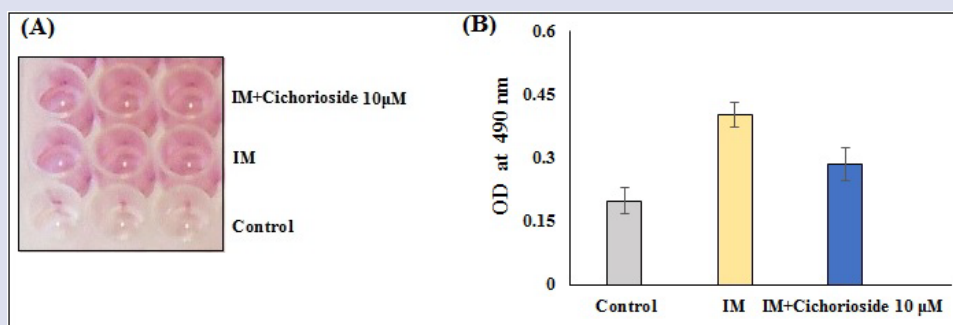 (A)
IM+Cichorioside 10µM
IM
Control
(B)
OD at 490 nm
0.6
0.45
0.3
0.15
0
Control
IM
IM+Cichorioside 10 µM